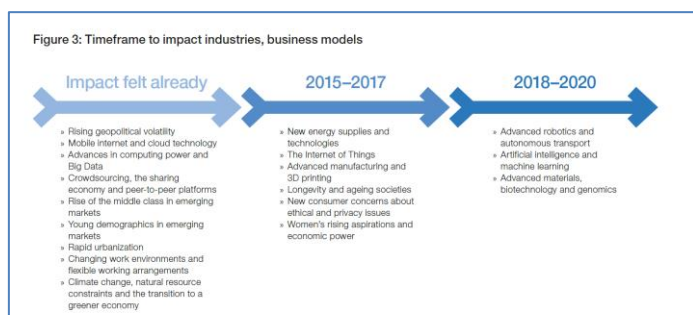 Figure 3: Timeframe to impact industries, business models
Impact felt already
» Rising geopolitical volatility
» Mobile internet and cloud technology
» Advances in computing power and
Big Data
» Crowdsourcing, the sharing
economy and peer-to-peer platforms
» Rise of the middle class in emerging
markets
» Young demographics in emerging
markets
» Rapid urbanization
» Changing work environments and
flexible working arrangements
» Climate change, natural resource
constraints and the transition to a
greener economy
2015–2017
» New energy supplies and
technologies
» The Internet of Things
» Advanced manufacturing and
3D printing
» Longevity and ageing societies
» New consumer concerns about
ethical and privacy issues
» Women's rising aspirations and
economic power
2018–2020
» Advanced robotics and
autonomous transport
» Artificial intelligence and
machine learning
» Advanced materials,
biotechnology and genomics